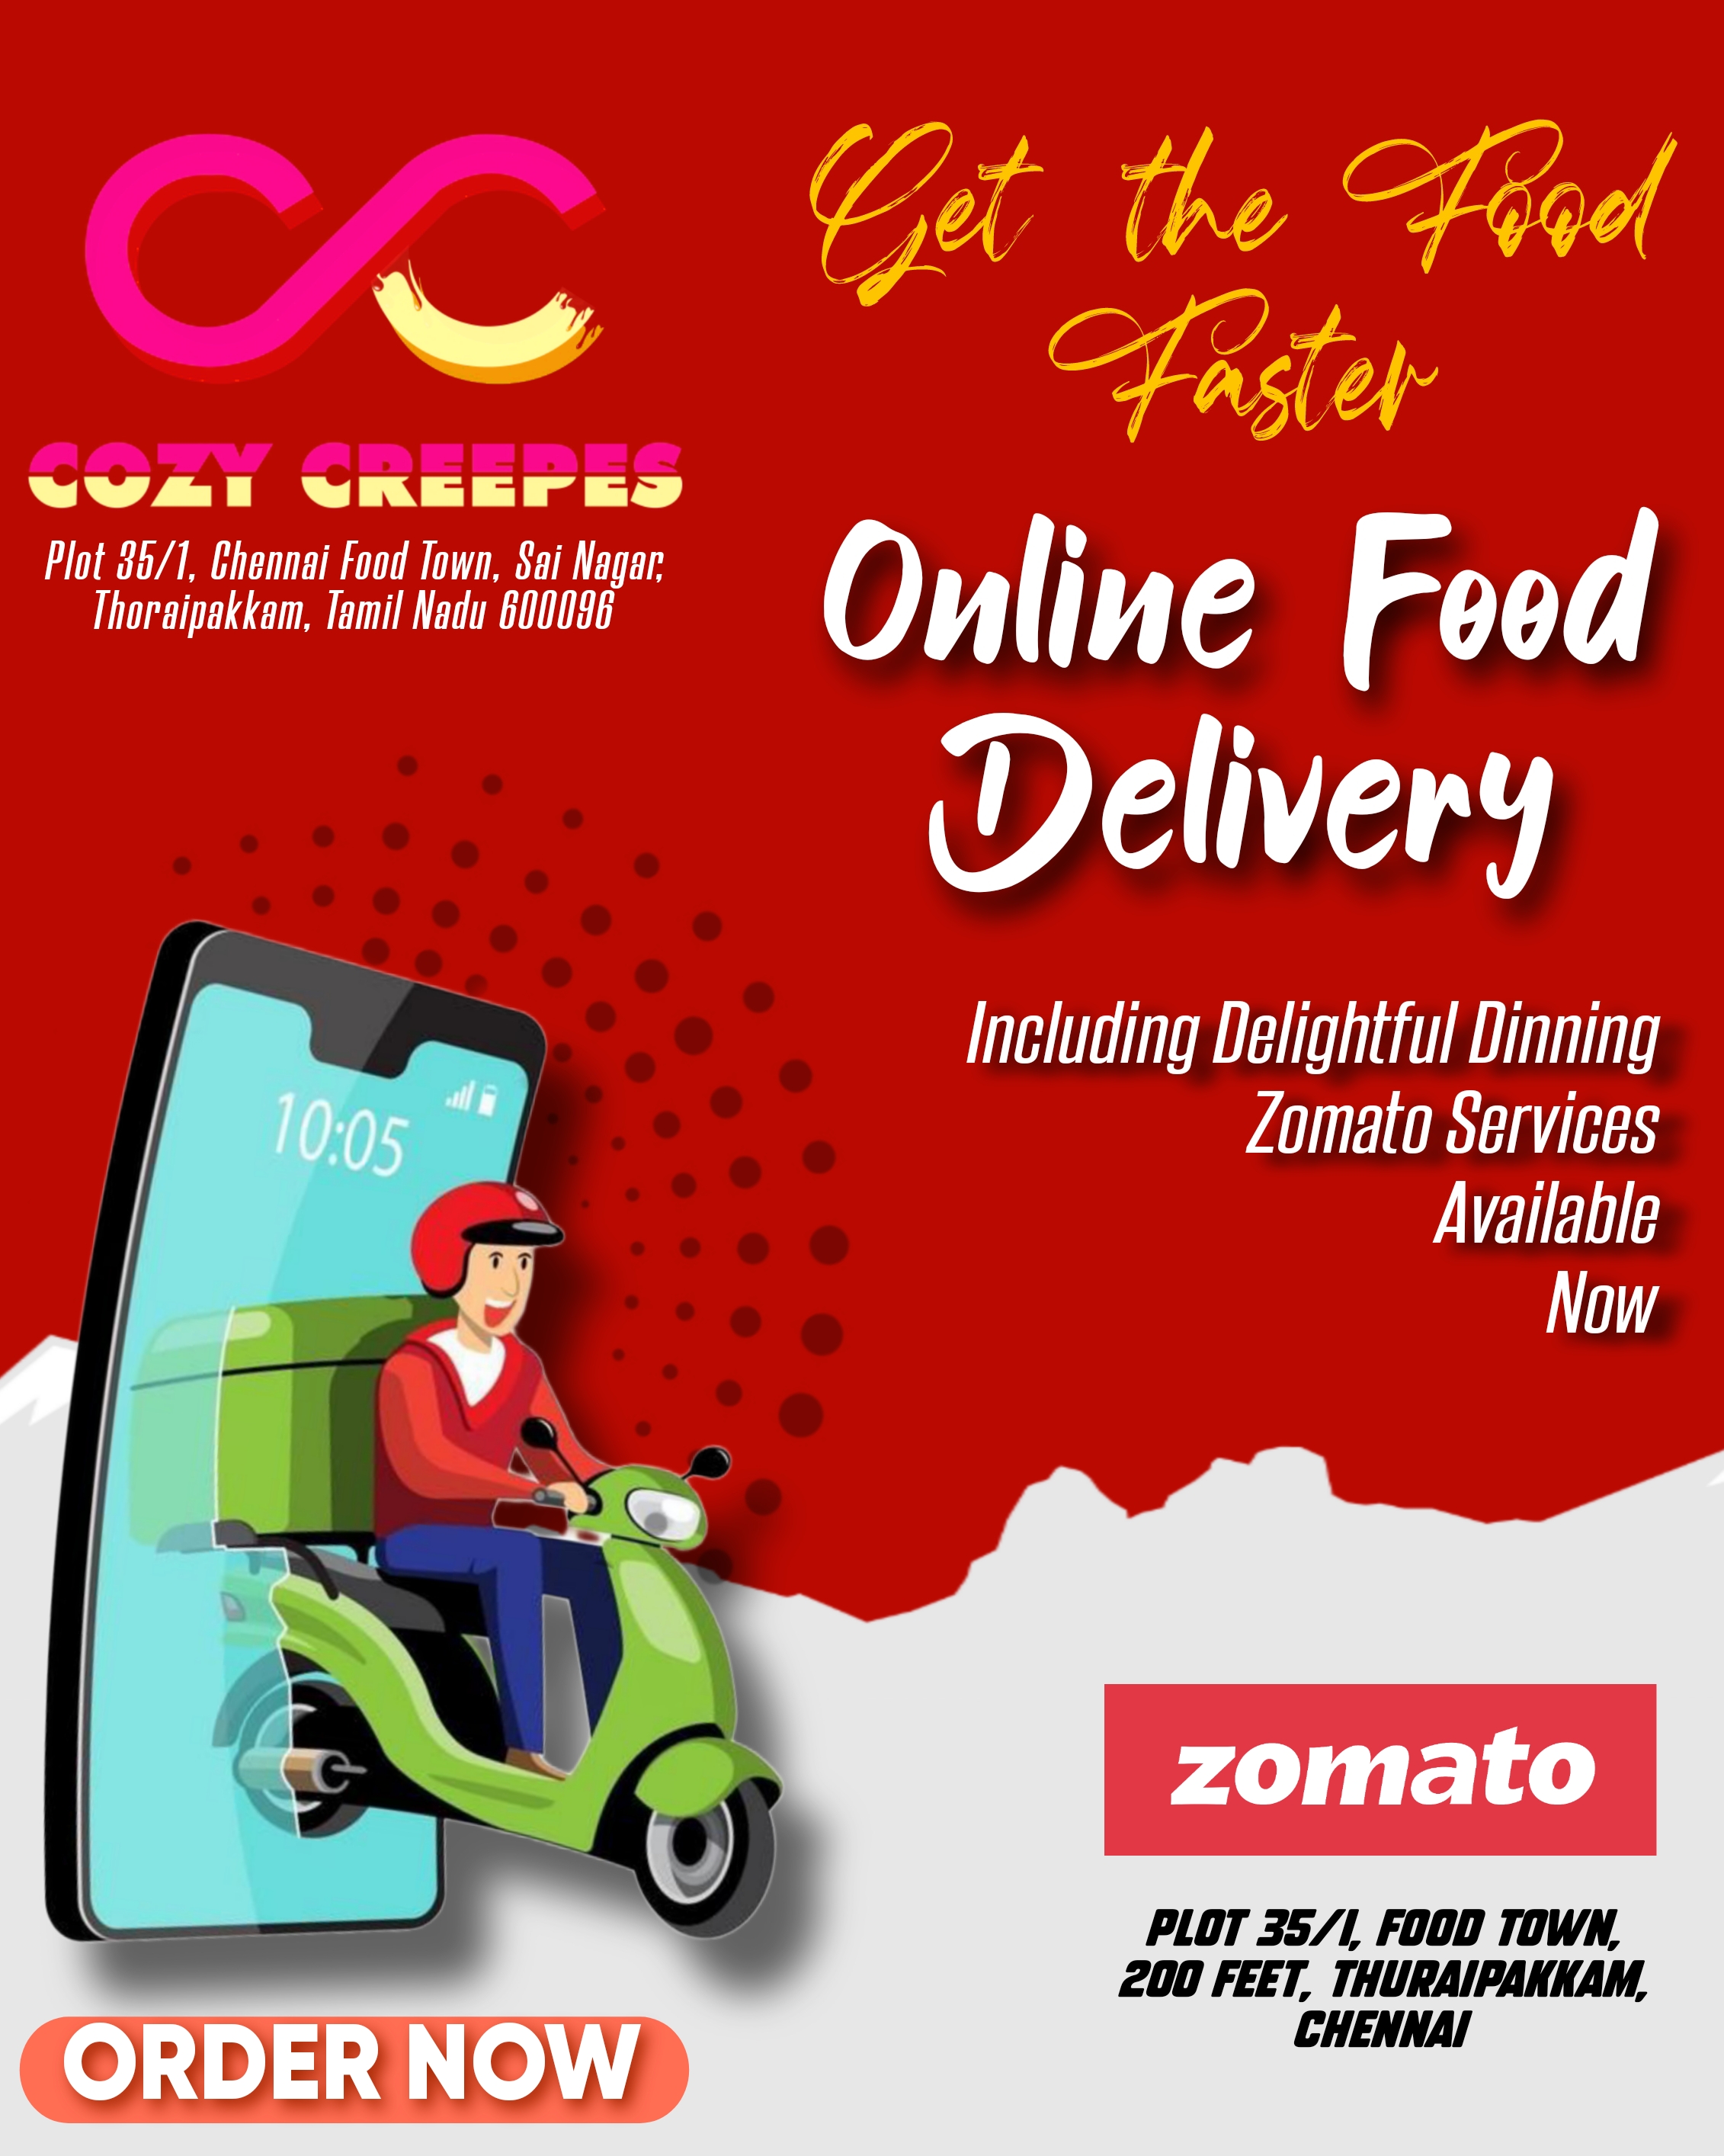 COZY CREEPES
Plot 35/1, Chennai Food Town, Sai Nagar,
Thoraipakkam, Tamil Nadu 600096
Get the Food
Faster
Online Food
Delivery
Including Delightful Dinning
Zomato Services
Available
Now
10:05
zomato
PLOT 35/1, FOOD TOWN,
200 FEET, THURAIPAKKAM,
CHENNAI
ORDER NOW